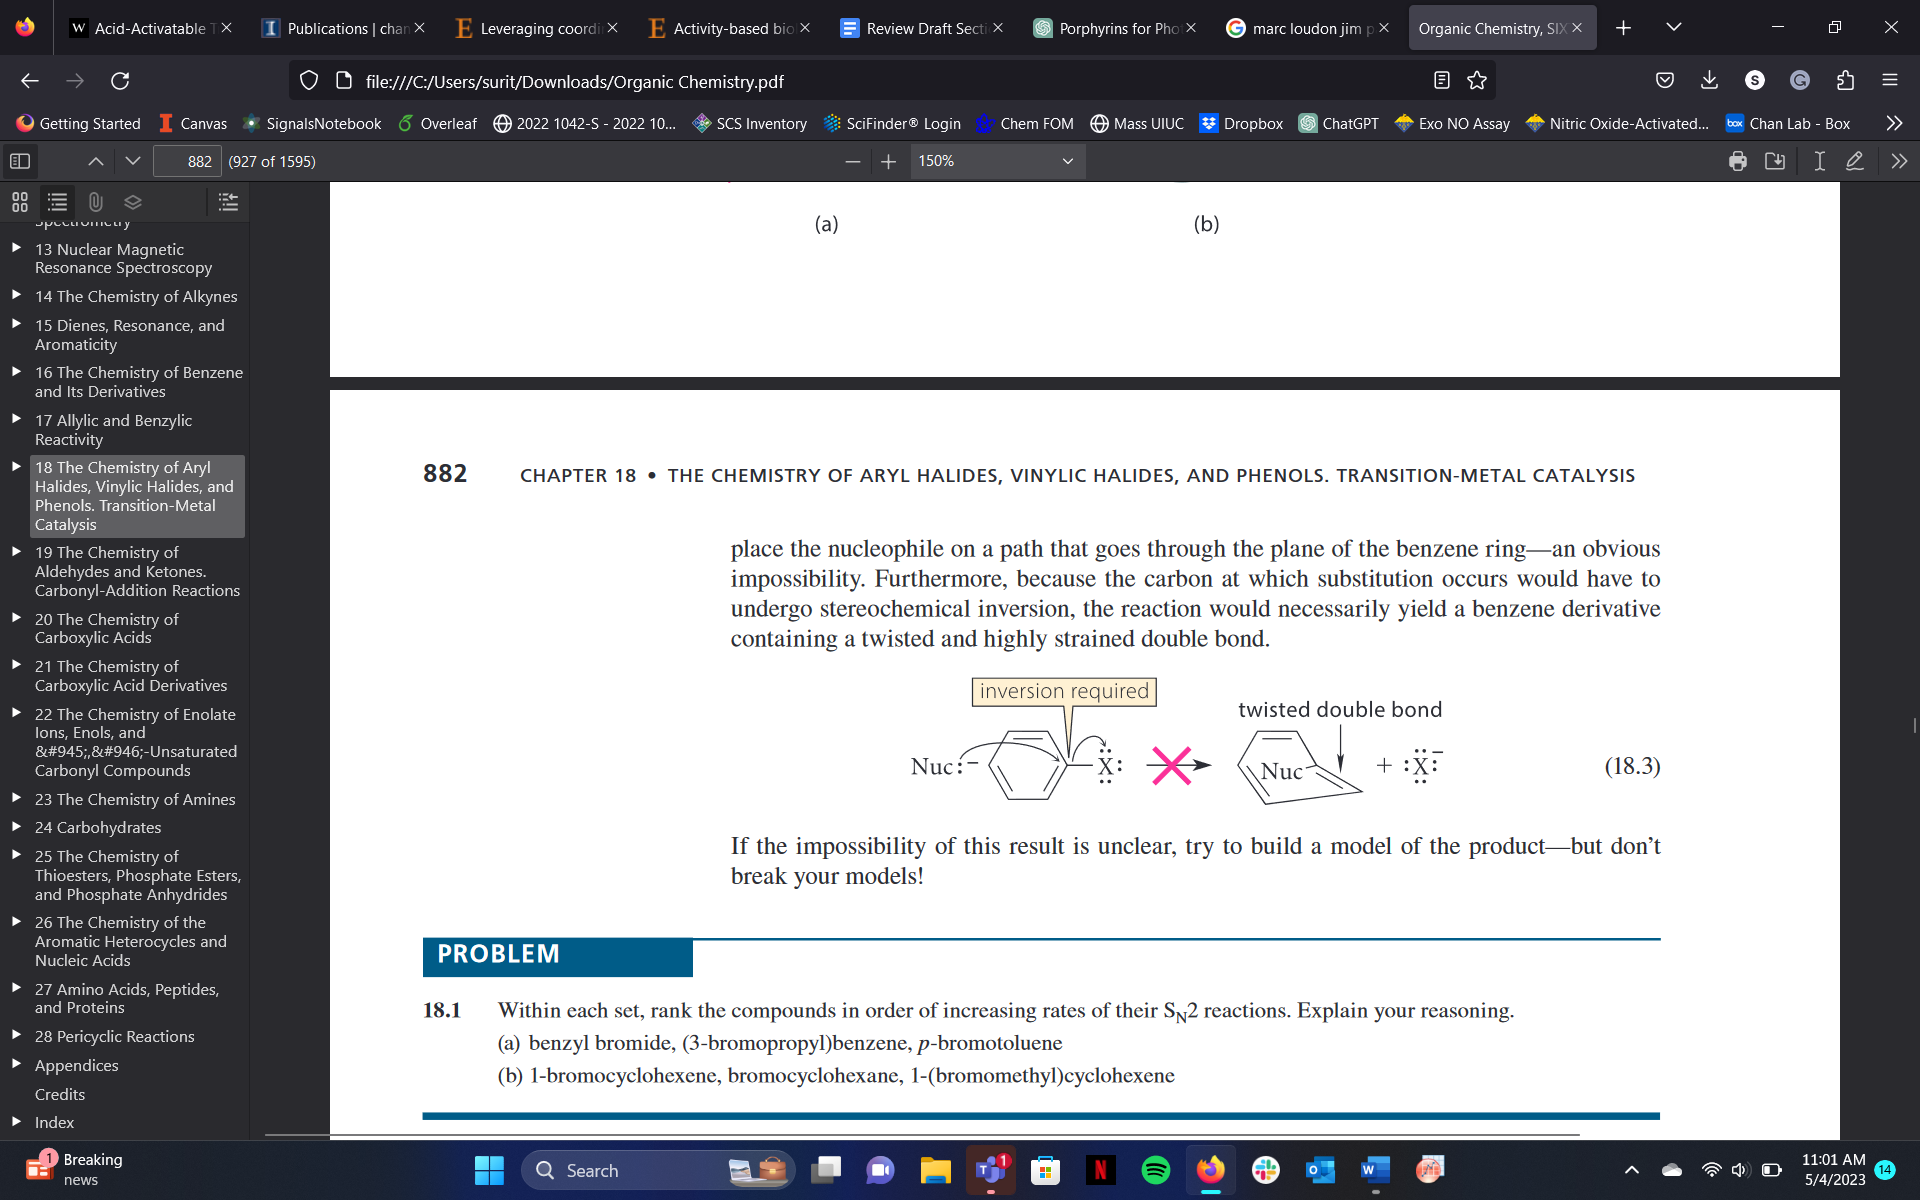 Acid-Activatable T
Publications | chan
Leveraging coordi
Activity-based bio
Review Draft Secti
Porphyrins for Phot
marc loudon jim p
Organic Chemistry, SIX
file:///C:/Users/surit/Downloads/Organic Chemistry.pdf
Getting Started
Canvas
SignalsNotebook
Overleaf
2022 1042-S - 2022 10...
SCS Inventory
SciFinder® Login
Chem FOM
Mass UIUC
Dropbox
ChatGPT
Exo NO Assay
Nitric Oxide-Activated...
Chan Lab - Box
882 (927 of 1595)
150%
Spectrometry
13 Nuclear Magnetic
Resonance Spectroscopy
14 The Chemistry of Alkynes
15 Dienes, Resonance, and
Aromaticity
16 The Chemistry of Benzene
and Its Derivatives
17 Allylic and Benzylic
Reactivity
18 The Chemistry of Aryl
Halides, Vinylic Halides, and
Phenols. Transition-Metal
Catalysis
19 The Chemistry of
Aldehydes and Ketones.
Carbonyl-Addition Reactions
20 The Chemistry of
Carboxylic Acids
21 The Chemistry of
Carboxylic Acid Derivatives
22 The Chemistry of Enolate
Ions, Enols, and
&#945;,&#946;-Unsaturated
Carbonyl Compounds
23 The Chemistry of Amines
24 Carbohydrates
25 The Chemistry of
Thioesters, Phosphate Esters,
and Phosphate Anhydrides
26 The Chemistry of the
Aromatic Heterocycles and
Nucleic Acids
27 Amino Acids, Peptides,
and Proteins
28 Pericyclic Reactions
Appendices
Credits
Index
(a) (b)
882 CHAPTER 18 • THE CHEMISTRY OF ARYL HALIDES, VINYLIC HALIDES, AND PHENOLS. TRANSITION-METAL CATALYSIS
place the nucleophile on a path that goes through the plane of the benzene ring—an obvious
impossibility. Furthermore, because the carbon at which substitution occurs would have to
undergo stereochemical inversion, the reaction would necessarily yield a benzene derivative
containing a twisted and highly strained double bond.
inversion required
twisted double bond
Nuc:⁻ X: Nuc + :X:⁻ (18.3)
If the impossibility of this result is unclear, try to build a model of the product—but don't
break your models!
PROBLEM
18.1 Within each set, rank the compounds in order of increasing rates of their SN2 reactions. Explain your reasoning.
(a) benzyl bromide, (3-bromopropyl)benzene, p-bromotoluene
(b) 1-bromocyclohexene, bromocyclohexane, 1-(bromomethyl)cyclohexene
1 Breaking
news
Search
1
11:01 AM
5/4/2023
14